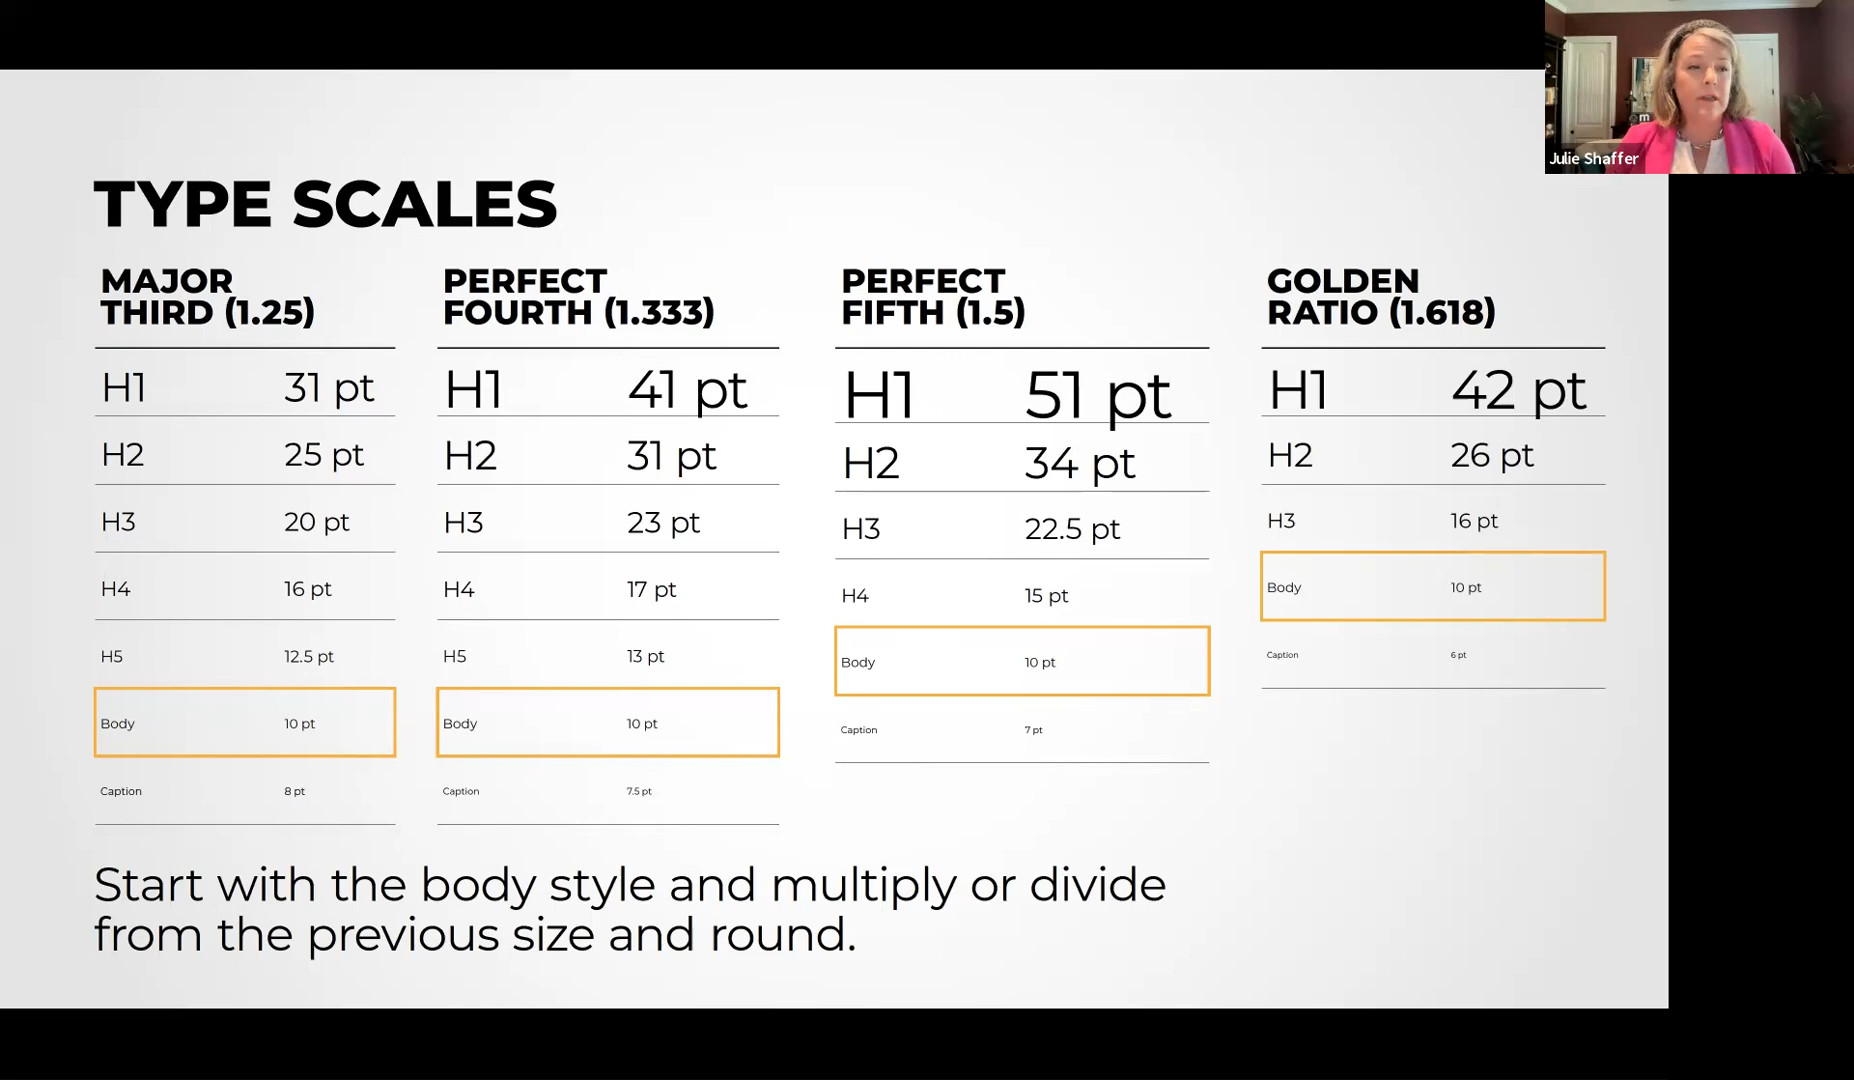 Julie Shaffer
TYPE SCALES
MAJOR
THIRD (1.25)
H1 31 pt
H2 25 pt
H3 20 pt
H4 16 pt
H5 12.5 pt
Body 10 pt
Caption 8 pt
PERFECT
FOURTH (1.333)
H1 41 pt
H2 31 pt
H3 23 pt
H4 17 pt
H5 13 pt
Body 10 pt
Caption 7.5 pt
PERFECT
FIFTH (1.5)
H1 51 pt
H2 34 pt
H3 22.5 pt
H4 15 pt
Body 10 pt
Caption 7 pt
GOLDEN
RATIO (1.618)
H1 42 pt
H2 26 pt
H3 16 pt
Body 10 pt
Caption 6 pt
Start with the body style and multiply or divide
from the previous size and round.